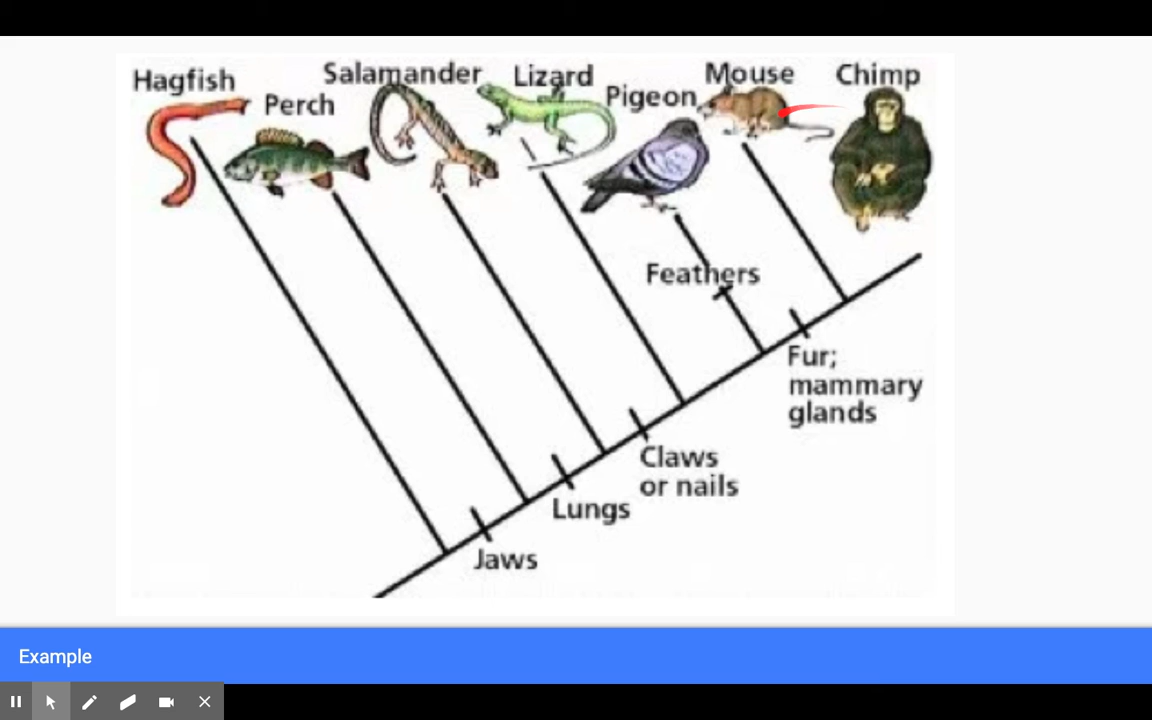 Hagfish
Perch
Salamander
Lizard
Pigeon
Mouse
Chimp
Feathers
Fur;
mammary
glands
Claws
or nails
Lungs
Jaws
Example